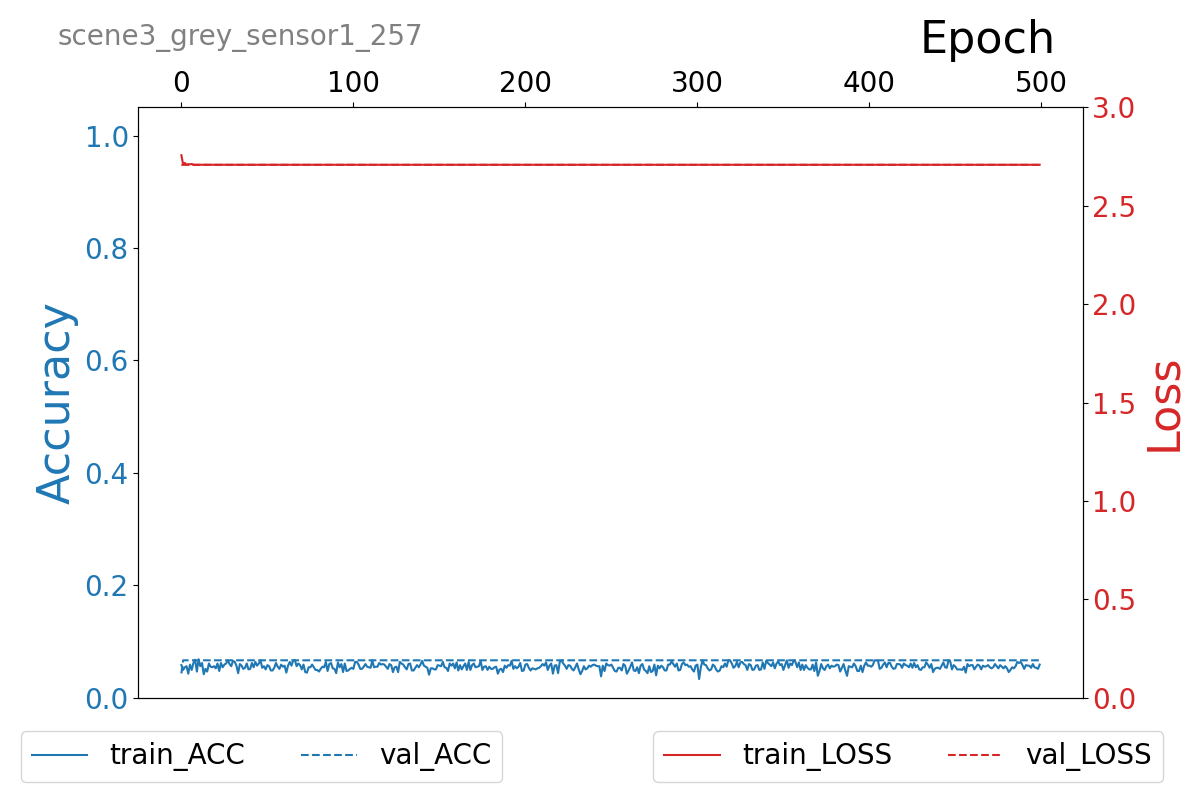 scene3_grey_sensor1_257
Epoch
0 100 200 300 400 500
1.0 3.0
0.8 2.5
0.6 2.0
0.4 1.5
0.2 1.0
0.0 0.5
0.0
Accuracy
Loss
train_ACC val_ACC train_LOSS val_LOSS